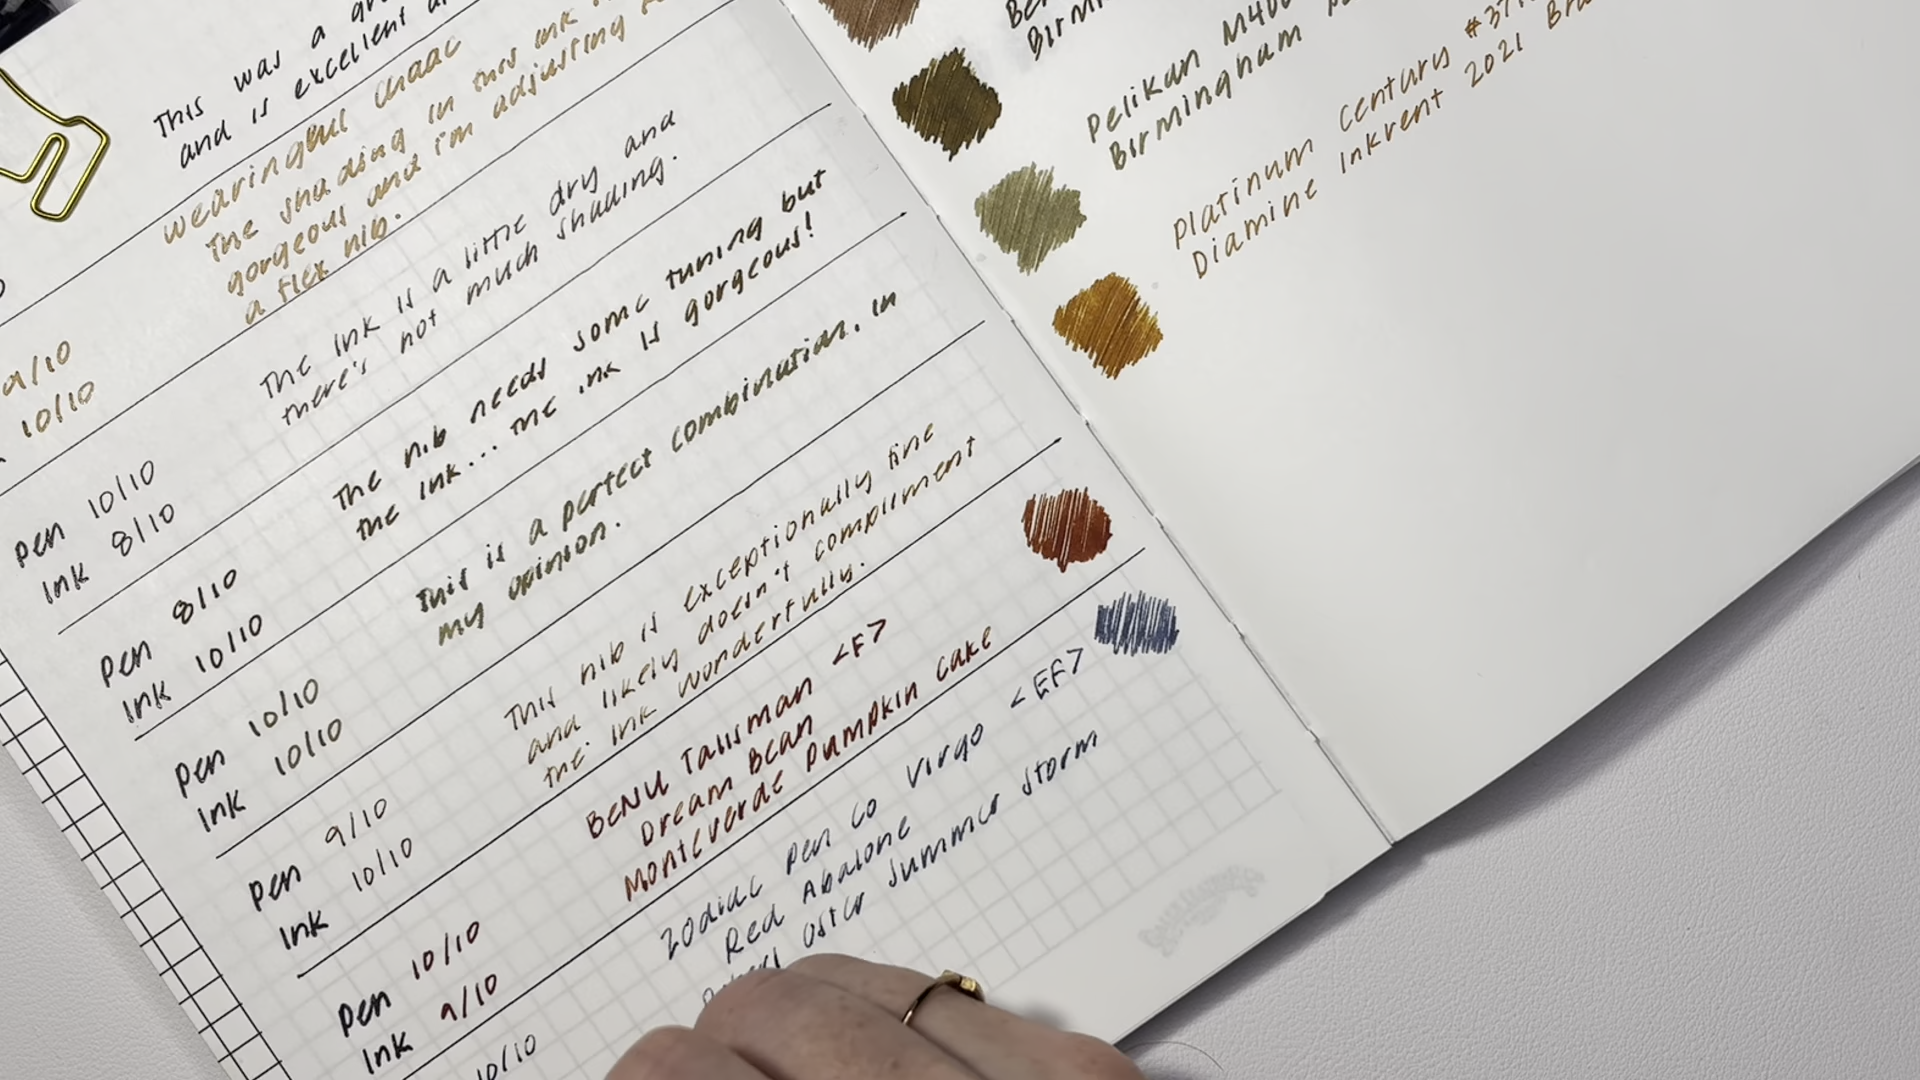 This was a
and is excellent
wearingeul chaac
The shading in this ink
gorgeous and i'm adjusting
a flex nib.
9/10
10/10
The ink is a little dry and
there's not much shading.
pen 10/10
Ink 8/10
The nib needs some tuning but
the ink... the ink is gorgeous!
pen 8/10
Ink 10/10
This is a perfect combination, in
my opinion.
pen 10/10
Ink 10/10
This nib is exceptionally fine
and likely doesn't compliment
the ink wonderfully.
pen 9/10
Ink 10/10
BENU Talisman <F>
Dream Bean
Monteverde Pumpkin Cake
pen 10/10
Ink 9/10
Zodiac Pen Co Virgo <EF>
Red Abalone
Robert Oster Summer Storm
10/10
Birm
Pelikan M400
Birmingham
Platinum Century #37
Diamine Inkvent 2021